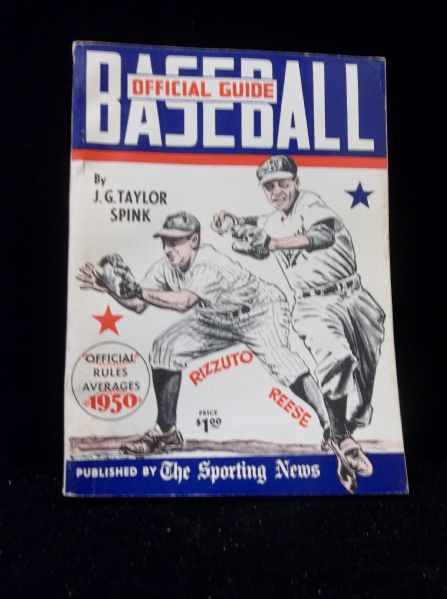 BASEBALL
OFFICIAL GUIDE
By
J. G. TAYLOR
SPINK
"OFFICIAL"
RULES
AVERAGES
1950
RIZZUTO
REESE
PRICE
$1.00
PUBLISHED BY The Sporting News